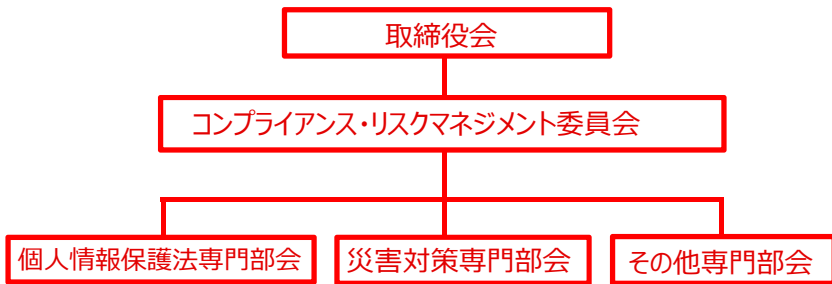 取締役会
コンプライアンス・リスクマネジメント委員会
個人情報保護法専門部会
災害対策専門部会
その他専門部会